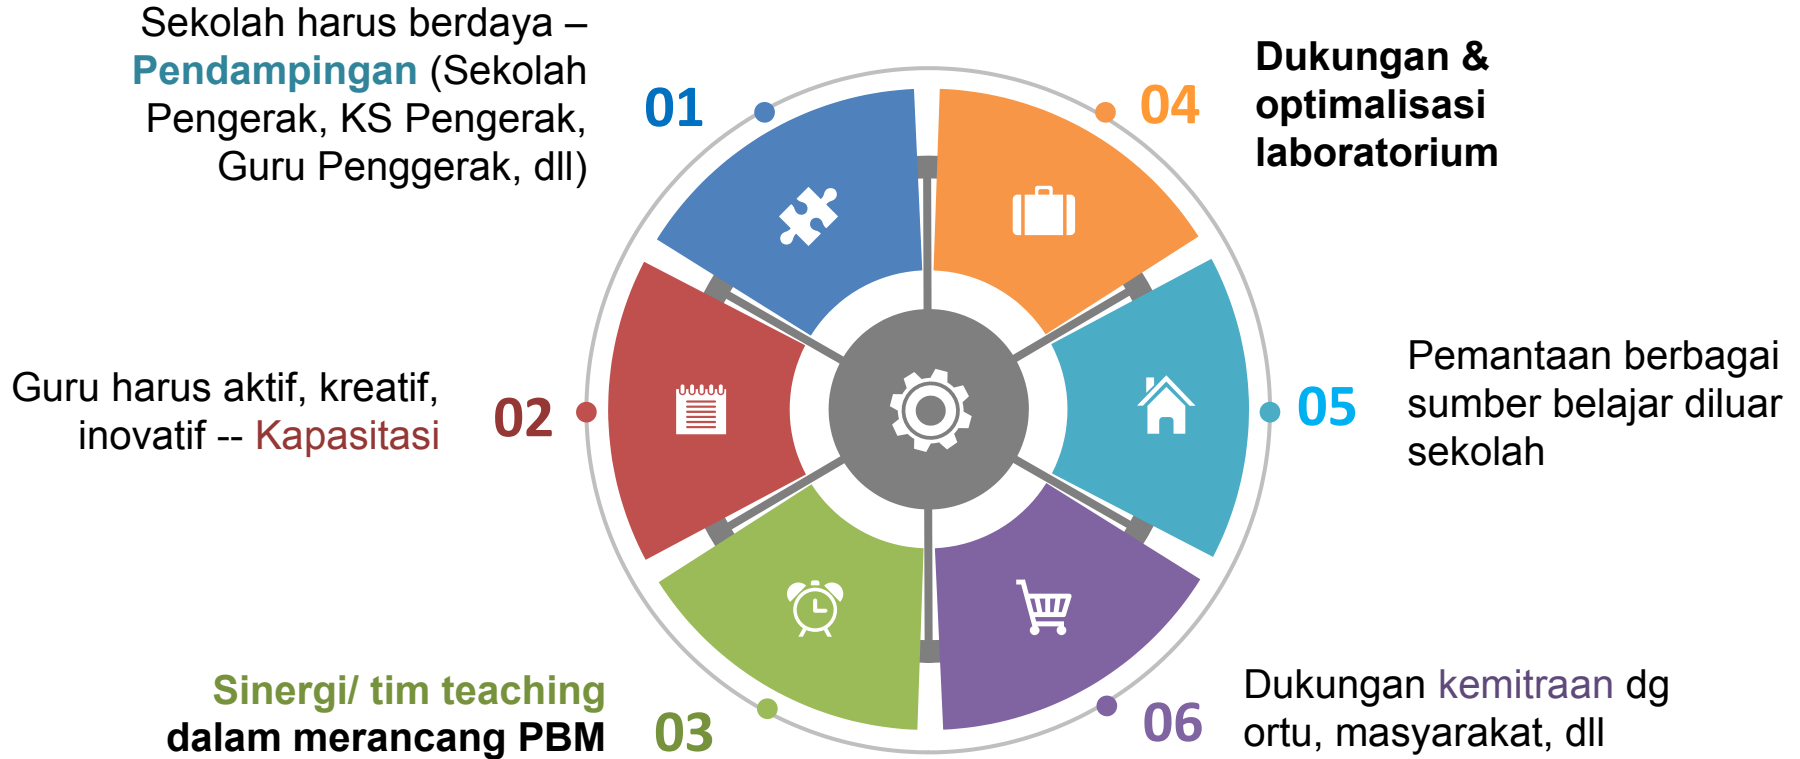 Sekolah harus berdaya –
Pendampingan (Sekolah
Pengerak, KS Pengerak,
Guru Penggerak, dll)
01
Guru harus aktif, kreatif,
inovatif -- Kapasitasi
02
Sinergi/ tim teaching
dalam merancang PBM
03
04
Dukungan &
optimalisasi
laboratorium
05
Pemantaan berbagai
sumber belajar diluar
sekolah
06
Dukungan kemitraan dg
ortu, masyarakat, dll